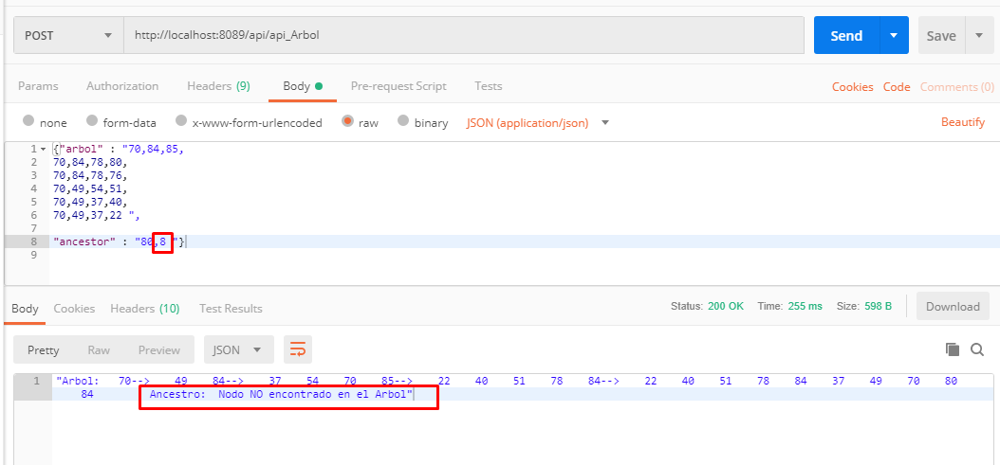 POST http://localhost:8089/api/api_Arbol Send Save
Params Authorization Headers (9) Body Pre-request Script Tests Cookies Code Comments (0)
none form-data x-www-form-urlencoded raw binary JSON (application/json) Beautify
1 {"arbol" : "70,84,85,
2 70,84,78,80,
3 70,84,78,76,
4 70,49,54,51,
5 70,49,37,40,
6 70,49,37,22 ",
7
8 "ancestor" : "80,8 "}
9
Body Cookies Headers (10) Test Results Status: 200 OK Time: 255 ms Size: 598 B Download
Pretty Raw Preview JSON
1 "Arbol: 70--> 49 84--> 37 54 70 85--> 22 40 51 78 84--> 22 40 51 78 84 37 49 70 80
84 Ancestro: Nodo NO encontrado en el Arbol"